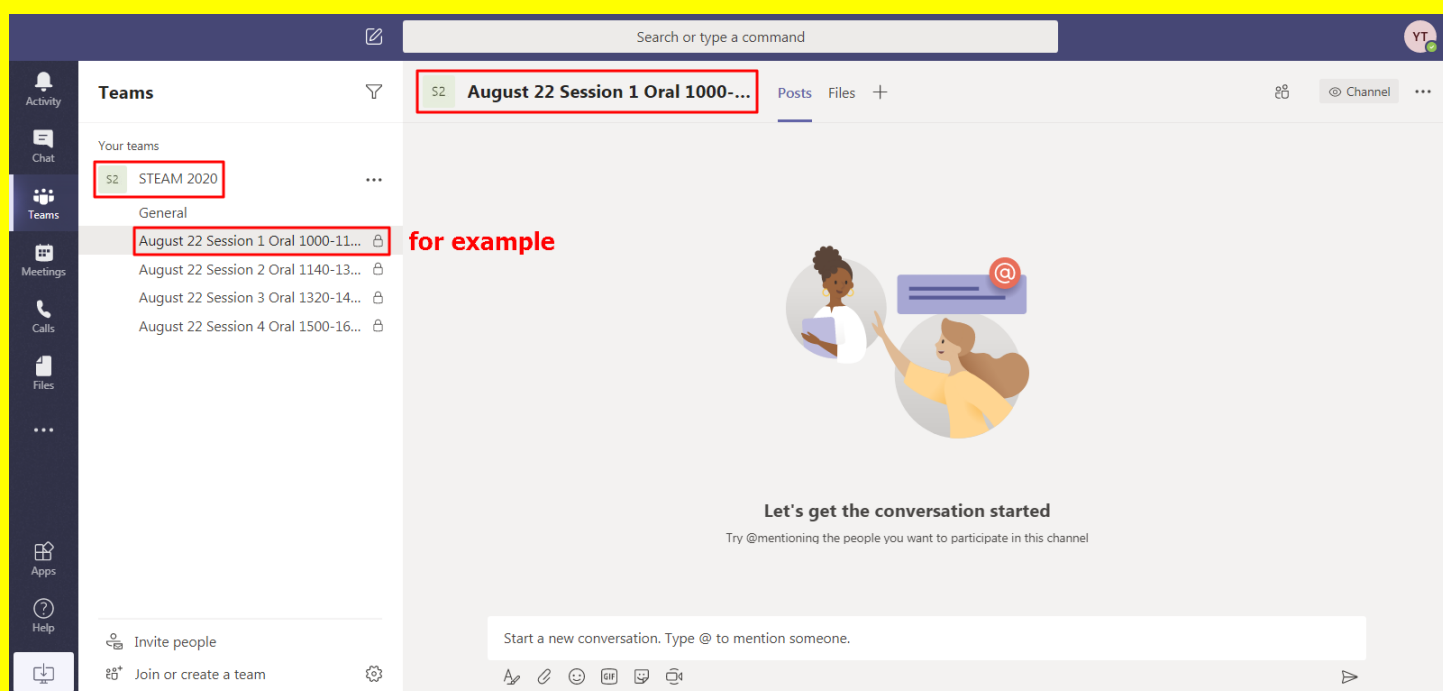 Search or type a command
YT
Activity
Chat
Teams
Meetings
Calls
Files
Apps
Help
Teams
Your teams
S2 STEAM 2020
General
August 22 Session 1 Oral 1000-11...
August 22 Session 2 Oral 1140-13...
August 22 Session 3 Oral 1320-14...
August 22 Session 4 Oral 1500-16...
for example
Invite people
Join or create a team
S2 August 22 Session 1 Oral 1000-... Posts Files Channel
@
Let's get the conversation started
Try @mentioning the people you want to participate in this channel
Start a new conversation. Type @ to mention someone.
GIF